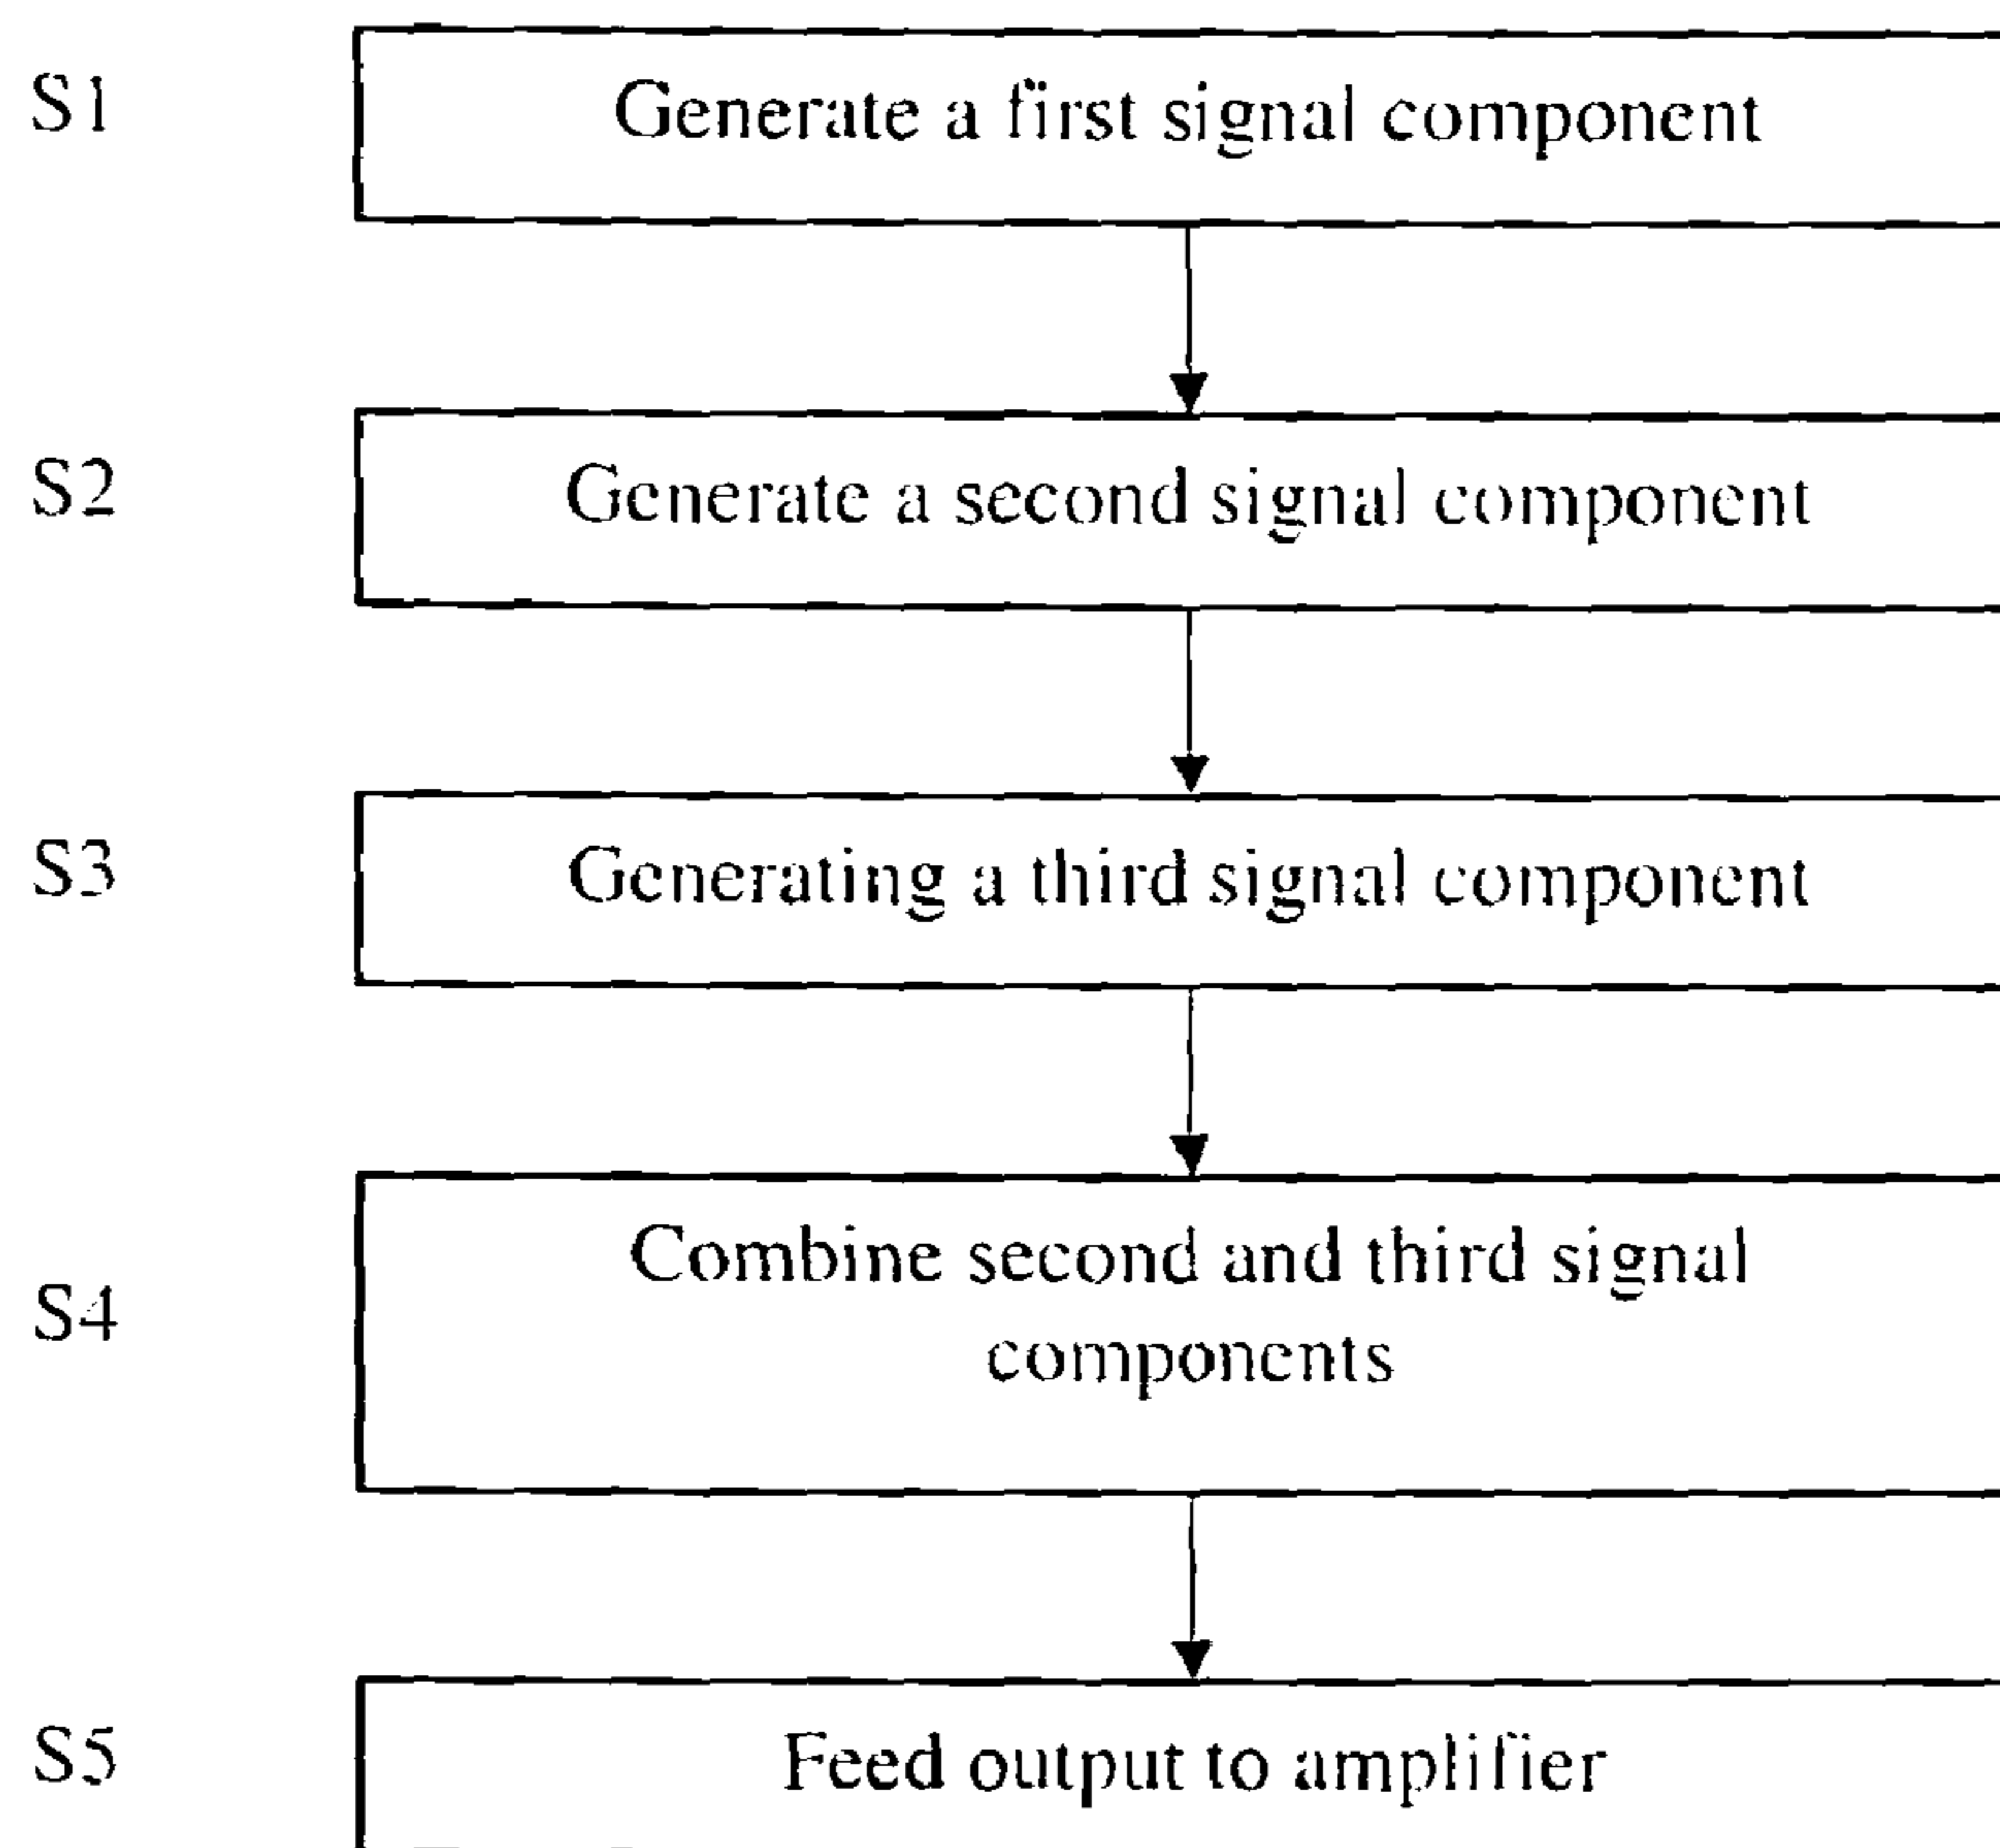 S1
Generate a first signal component
S2
Generate a second signal component
S3
Generating a third signal component
S4
Combine second and third signal
components
S5
Feed output to amplifier